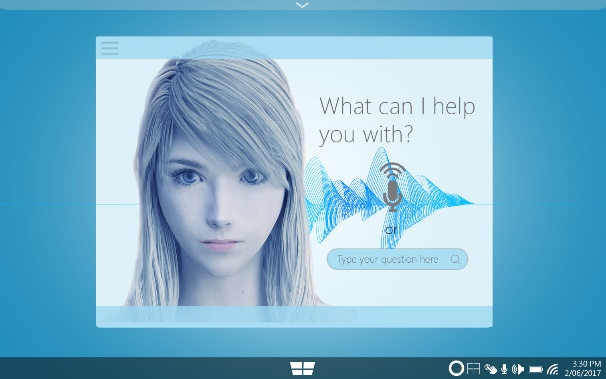 What can I help
you with?
or
Type your question here
3:30 PM
2/06/2017